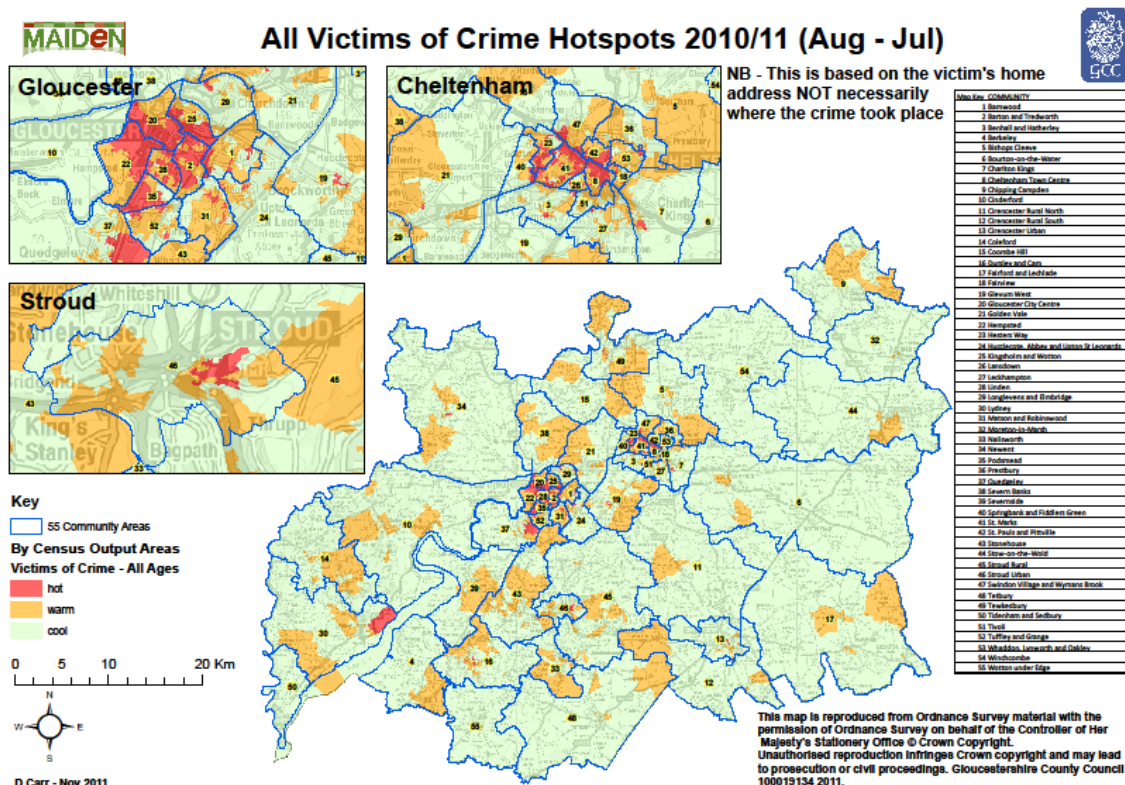 MAIDeN
All Victims of Crime Hotspots 2010/11 (Aug - Jul)
GCC
Gloucester
Cheltenham
NB - This is based on the victim's home
address NOT necessarily
where the crime took place
Stroud
Map Key COMMUNITY
1 Barnwood
2 Barton and Tredworth
3 Benhall and Hatherley
4 Berkeley
5 Bishops Cleeve
6 Bourton-on-the-Water
7 Charlton Kings
8 Cheltenham Town Centre
9 Chipping Campden
10 Cinderford
11 Cirencester Rural North
12 Cirencester Rural South
13 Cirencester Urban
14 Coleford
15 Coombe Hill
16 Dursley and Cam
17 Fairford and Lechlade
18 Fairview
19 Glevum West
20 Gloucester City Centre
21 Golden Vale
22 Hempsted
23 Hesters Way
24 Hucclecote, Abbey and Upton St Leonards
25 Kingsholm and Wotton
26 Lansdown
27 Leckhampton
28 Linden
29 Longlevens and Elmbridge
30 Lydney
31 Matson and Robinswood
32 Moreton-in-Marsh
33 Nailsworth
34 Newent
35 Podsmead
36 Prestbury
37 Quedgeley
38 Severn Banks
39 Severnside
40 Springbank and Fiddlers Green
41 St. Marks
42 St. Pauls and Pittville
43 Stonehouse
44 Stow-on-the-Wold
45 Stroud Rural
46 Stroud Urban
47 Swindon Village and Wymans Brook
48 Tetbury
49 Tewkesbury
50 Tidenham and Sedbury
51 Tivoli
52 Tuffley and Grange
53 Whaddon, Lynworth and Oakley
54 Winchcombe
55 Wotton under Edge
Key
55 Community Areas
By Census Output Areas
Victims of Crime - All Ages
hot
warm
cool
0 5 10 20 Km
N
W E
S
D Carr - Nov 2011
This map is reproduced from Ordnance Survey material with the
permission of Ordnance Survey on behalf of the Controller of Her
Majesty's Stationery Office © Crown Copyright.
Unauthorised reproduction infringes Crown copyright and may lead
to prosecution or civil proceedings. Gloucestershire County Council
100019134 2011.